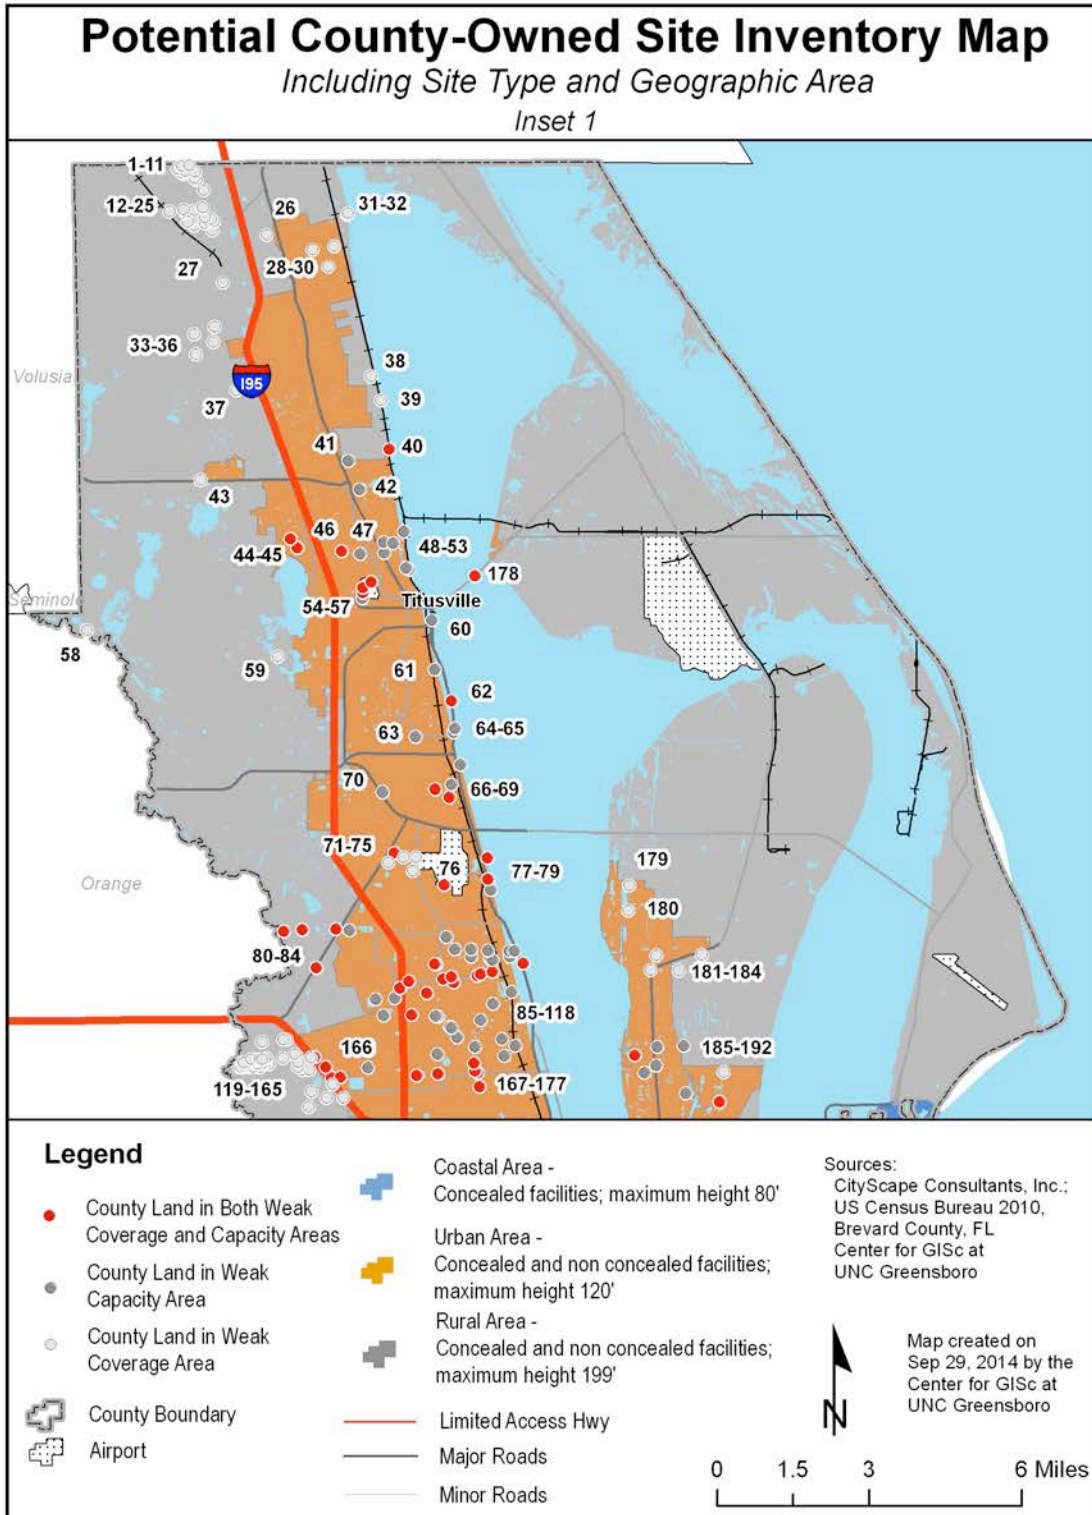 Potential County-Owned Site Inventory Map
Including Site Type and Geographic Area
Inset 1
1-11
12-25
26
31-32
27
28-30
33-36
38
Volusia
I95
39
37
41
40
43
42
46
47
44-45
48-53
178
Seminole
54-57
Titusville
60
58
59
61
62
63
64-65
70
66-69
71-75
76
77-79
179
Orange
180
80-84
181-184
85-118
166
185-192
119-165
167-177
Legend
County Land in Both Weak
Coverage and Capacity Areas
County Land in Weak
Capacity Area
County Land in Weak
Coverage Area
County Boundary
Airport
Coastal Area -
Concealed facilities; maximum height 80'
Urban Area -
Concealed and non concealed facilities;
maximum height 120'
Rural Area -
Concealed and non concealed facilities;
maximum height 199'
Limited Access Hwy
Major Roads
Minor Roads
Sources:
CityScape Consultants, Inc.;
US Census Bureau 2010,
Brevard County, FL
Center for GISc at
UNC Greensboro
N
Map created on
Sep 29, 2014 by the
Center for GISc at
UNC Greensboro
0 1.5 3 6 Miles